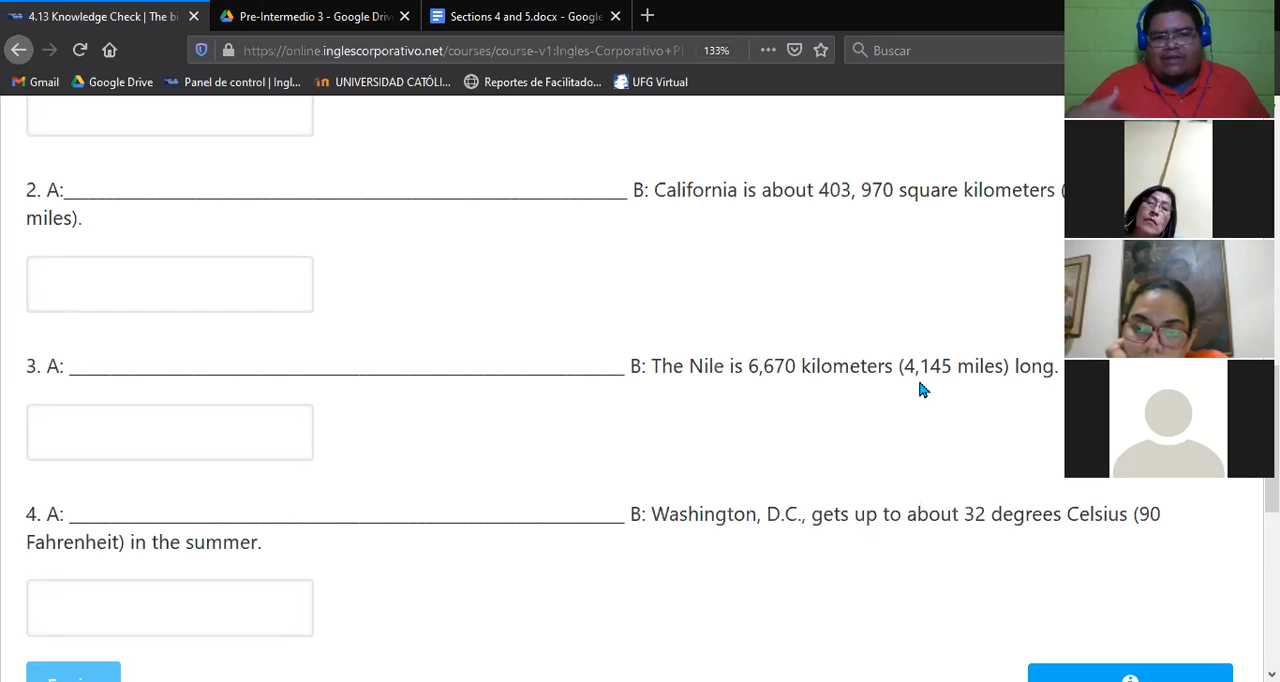 4.13 Knowledge Check | The bi
Pre-Intermedio 3 - Google Driv
Sections 4 and 5.docx - Google
https://online.inglescorporativo.net/courses/course-v1:Ingles-Corporativo+P
133%
Buscar
Gmail
Google Drive
Panel de control | Ingl...
UNIVERSIDAD CATÓLI...
Reportes de Facilitado...
UFG Virtual
2. A:_______________ B: California is about 403, 970 square kilometers (
miles).
3. A: _______________ B: The Nile is 6,670 kilometers (4,145 miles) long.
4. A: _______________ B: Washington, D.C., gets up to about 32 degrees Celsius (90
Fahrenheit) in the summer.